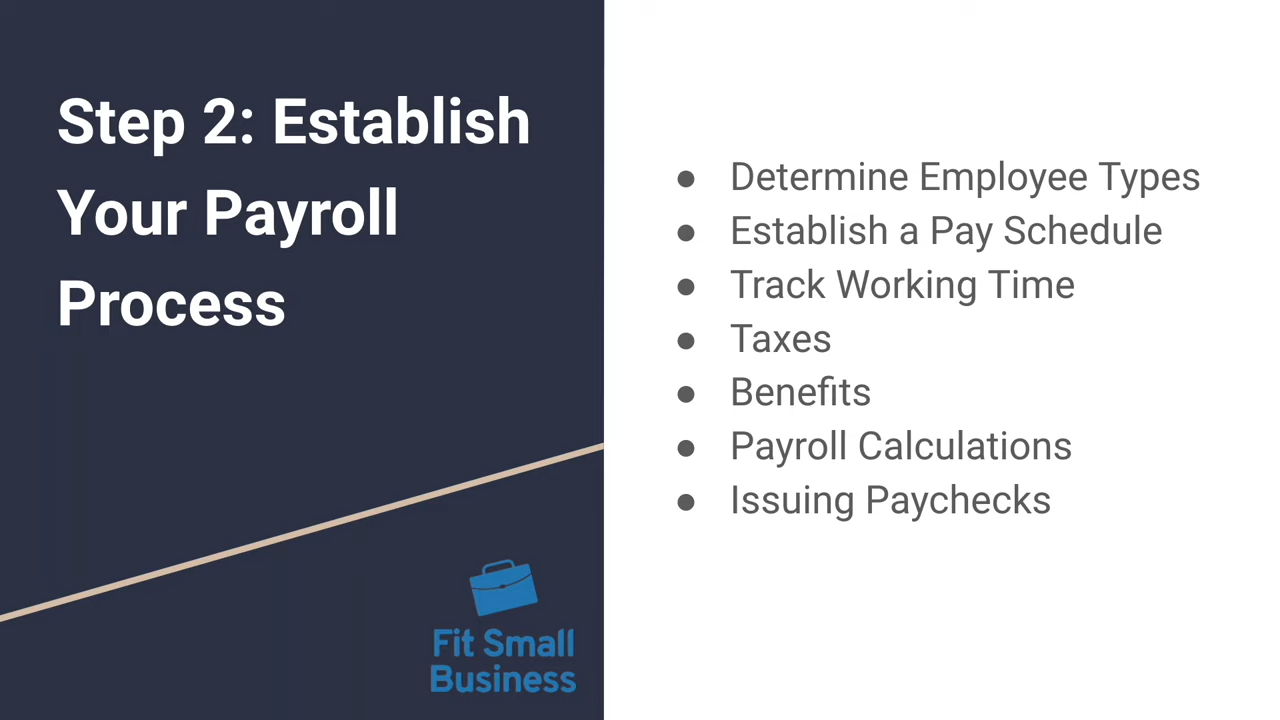 Step 2: Establish
Your Payroll
Process
● Determine Employee Types
● Establish a Pay Schedule
● Track Working Time
● Taxes
● Benefits
● Payroll Calculations
● Issuing Paychecks
Fit Small
Business